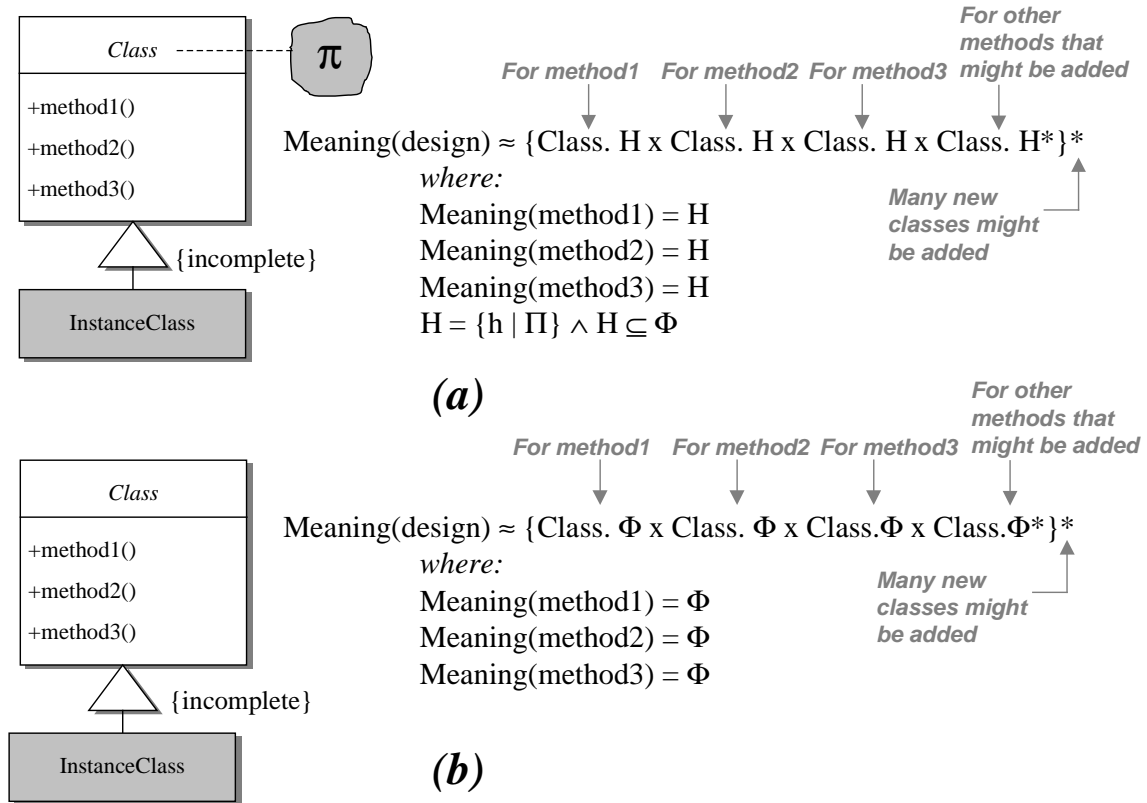 Class
π
+method1()
+method2()
+method3()
{incomplete}
InstanceClass
For method1
For method2
For method3
For other
methods that
might be added
Meaning(design) ≈ {Class. H x Class. H x Class. H x Class. H*}*
where:
Meaning(method1) = H
Meaning(method2) = H
Meaning(method3) = H
H = {h | Π} ∧ H ⊆ Φ
Many new
classes might
be added
(a)
Class
+method1()
+method2()
+method3()
{incomplete}
InstanceClass
For method1
For method2
For method3
For other
methods that
might be added
Meaning(design) ≈ {Class. Φ x Class. Φ x Class.Φ x Class.Φ*}*
where:
Meaning(method1) = Φ
Meaning(method2) = Φ
Meaning(method3) = Φ
Many new
classes might
be added
(b)